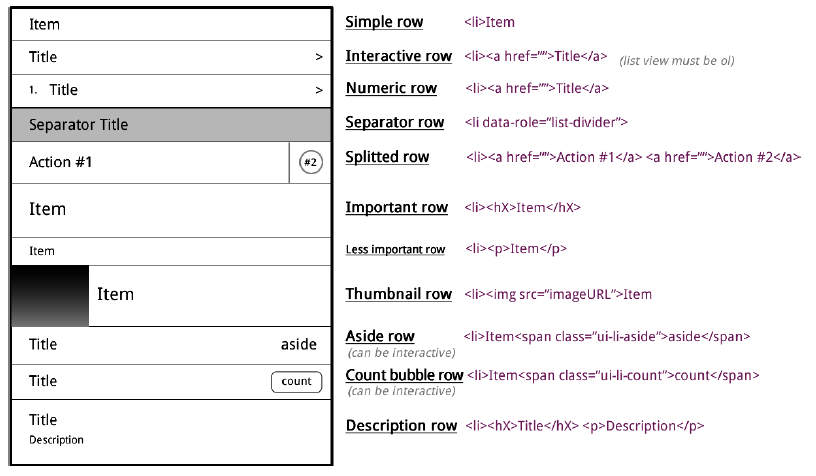 Item Simple row <li>Item
Title > Interactive row <li><a href="”>Title</a> (list view must be ol)
1. Title > Numeric row <li><a href="”>Title</a>
Separator Title Separator row <li data-role=“list-divider”>
Action #1 #2 Splitted row <li><a href="”>Action #1</a> <a href="”>Action #2</a>
Item Important row <li><hX>Item</hX>
Item Less important row <li><p>Item</p>
Item Thumbnail row <li><img src=“imageURL”>Item
Title aside Aside row <li>Item<span class=“ui-li-aside”>aside</span>
(can be interactive)
Title count Count bubble row <li>Item<span class=“ui-li-count”>count</span>
(can be interactive)
Title
Description Description row <li><hX>Title</hX> <p>Description</p>